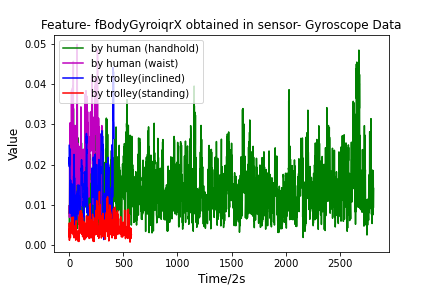 Feature- fBodyGyroiqrX obtained in sensor- Gyroscope Data
0.05
0.04
0.03
0.02
0.01
0.00
Value
by human (handhold)
by human (waist)
by trolley(inclined)
by trolley(standing)
0
500
1000
1500
2000
2500
Time/2s